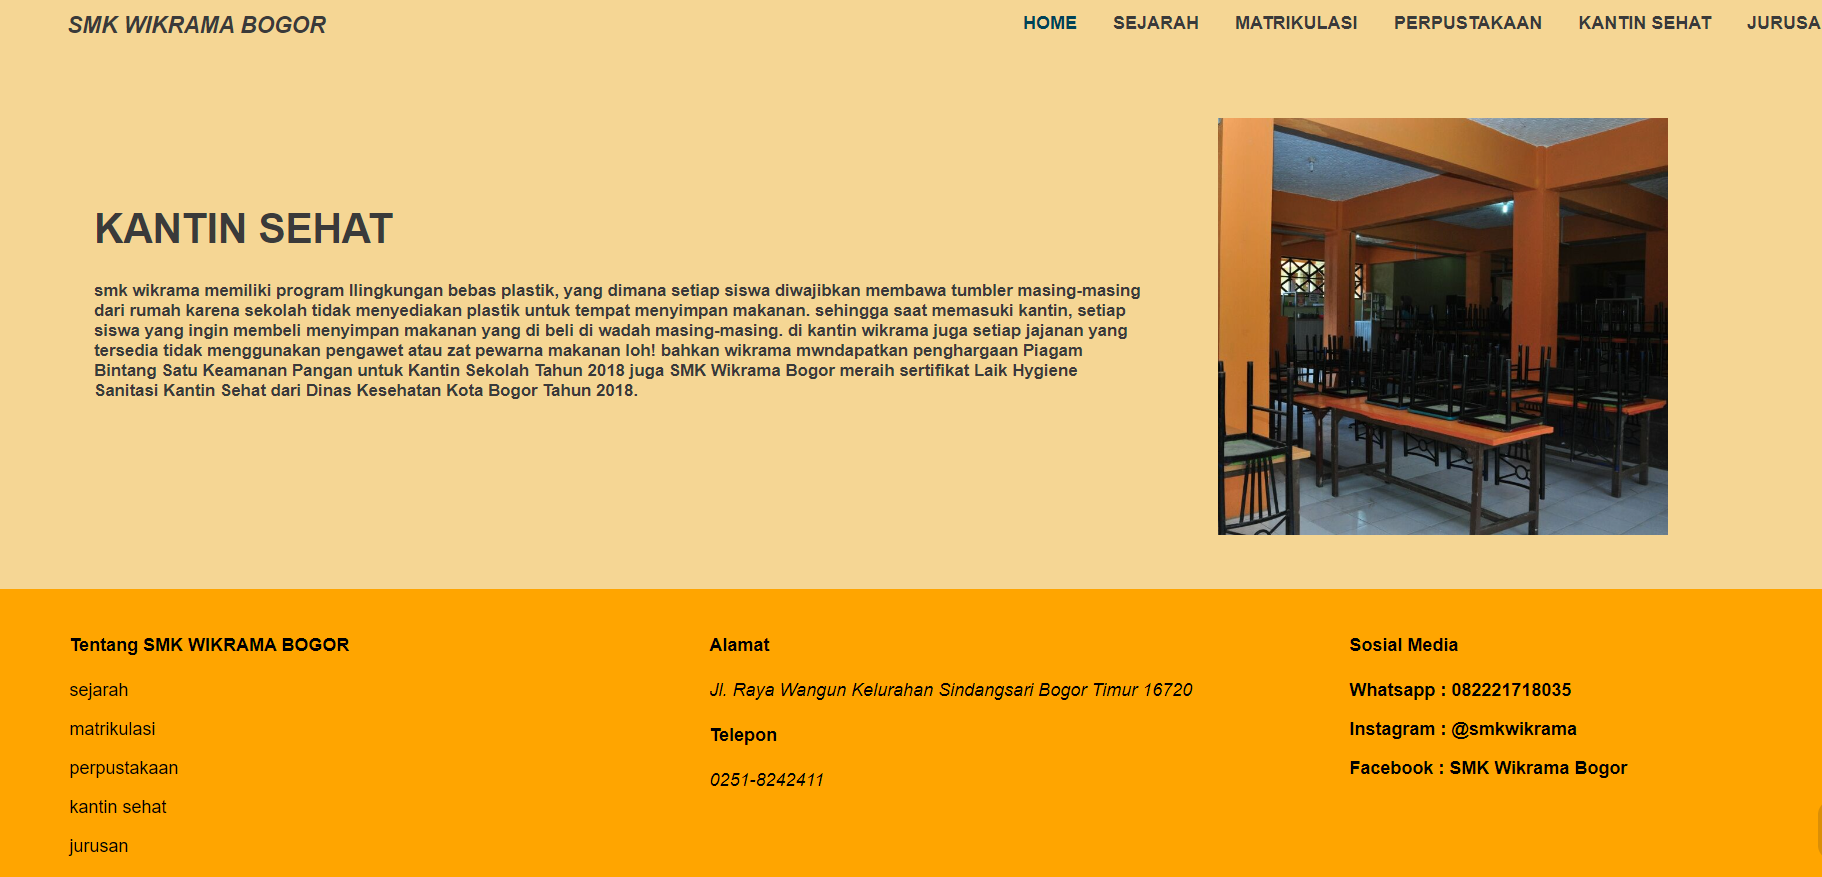 SMK WIKRAMA BOGOR
HOME SEJARAH MATRIKULASI PERPUSTAKAAN KANTIN SEHAT JURUSA
KANTIN SEHAT
smk wikrama memiliki program llingkungan bebas plastik, yang dimana setiap siswa diwajibkan membawa tumbler masing-masing
dari rumah karena sekolah tidak menyediakan plastik untuk tempat menyimpan makanan. sehingga saat memasuki kantin, setiap
siswa yang ingin membeli menyimpan makanan yang di beli di wadah masing-masing. di kantin wikrama juga setiap jajanan yang
tersedia tidak menggunakan pengawet atau zat pewarna makanan loh! bahkan wikrama mwndapatkan penghargaan Piagam
Bintang Satu Keamanan Pangan untuk Kantin Sekolah Tahun 2018 juga SMK Wikrama Bogor meraih sertifikat Laik Hygiene
Sanitasi Kantin Sehat dari Dinas Kesehatan Kota Bogor Tahun 2018.
Tentang SMK WIKRAMA BOGOR
sejarah
matrikulasi
perpustakaan
kantin sehat
jurusan
Alamat
Jl. Raya Wangun Kelurahan Sindangsari Bogor Timur 16720
Telepon
0251-8242411
Sosial Media
Whatsapp : 082221718035
Instagram : @smkwikrama
Facebook : SMK Wikrama Bogor